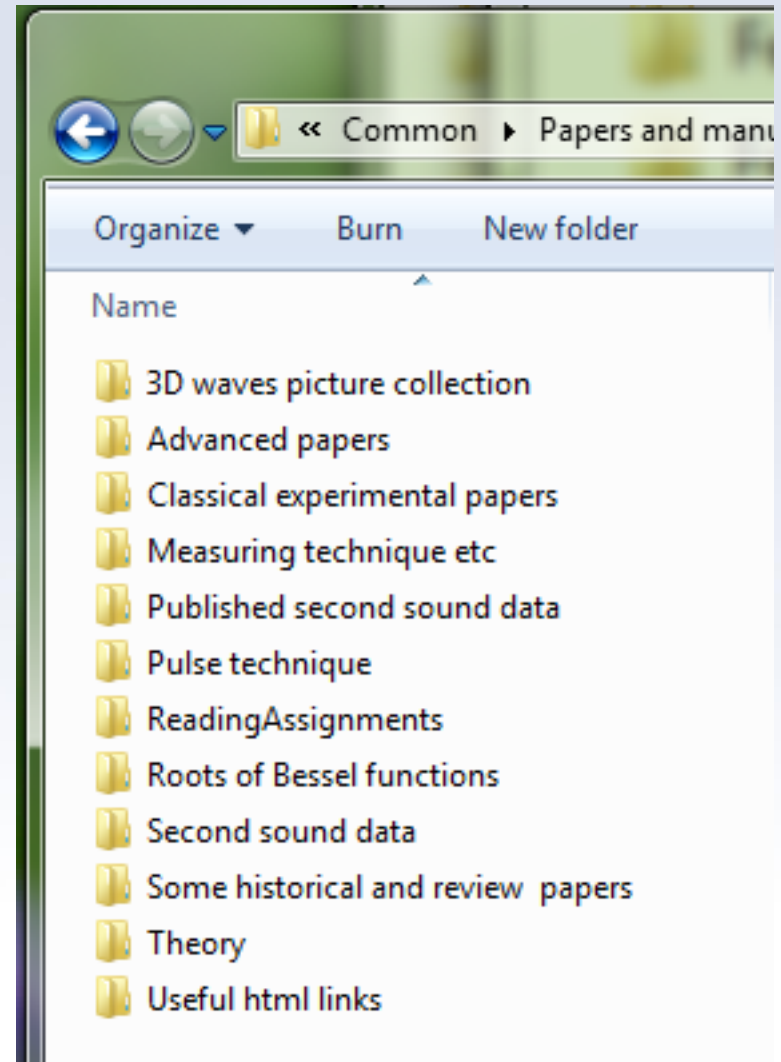 « Common ▸ Papers and manu
Organize ▾ Burn New folder
Name
3D waves picture collection
Advanced papers
Classical experimental papers
Measuring technique etc
Published second sound data
Pulse technique
ReadingAssignments
Roots of Bessel functions
Second sound data
Some historical and review  papers
Theory
Useful html links